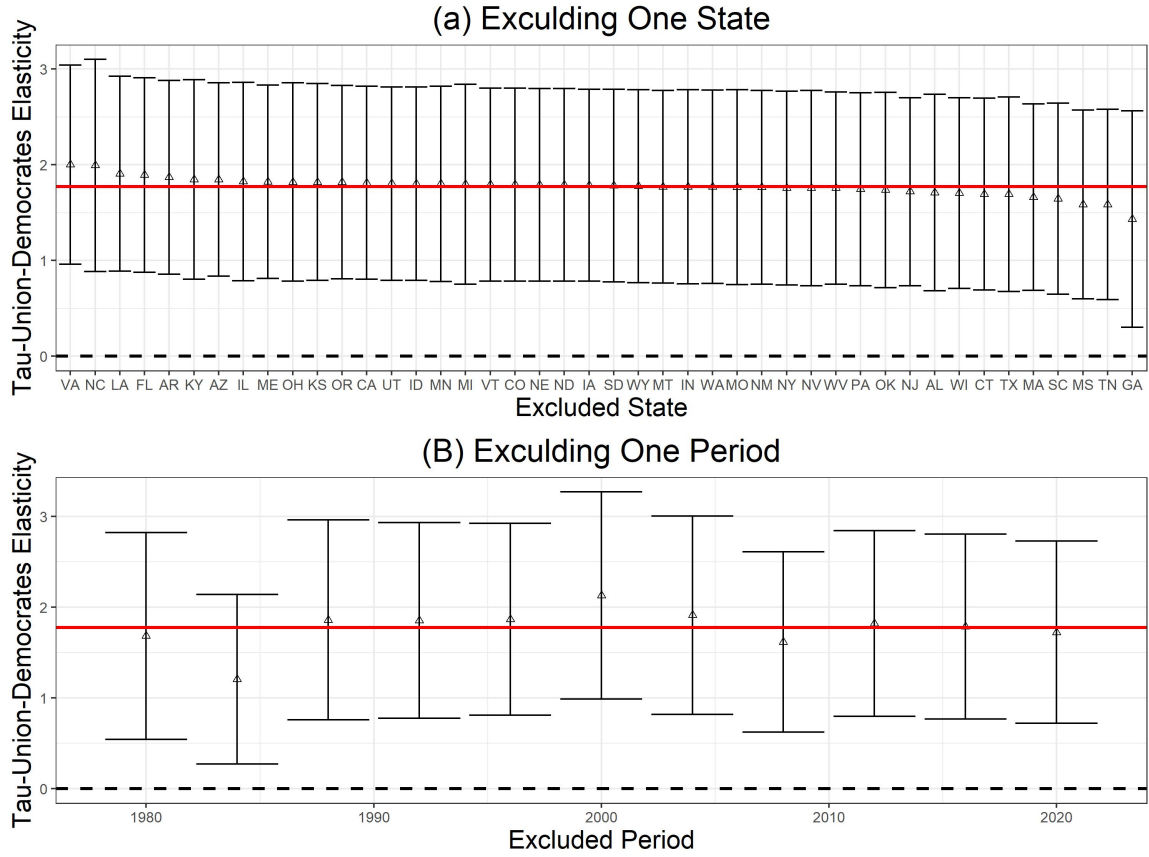 (a) Exculding One State
Tau-Union-Democrates Elasticity
3
2
1
0
VA NC LA FL AR KY AZ IL ME OH KS OR CA UT ID MN MI VT CO NE ND IA SD WY MT IN WA MO NM NY NV WV PA OK NJ AL WI CT TX MA SC MS TN GA
Excluded State
(B) Exculding One Period
Tau-Union-Democrates Elasticity
3
2
1
0
1980 1990 2000 2010 2020
Excluded Period